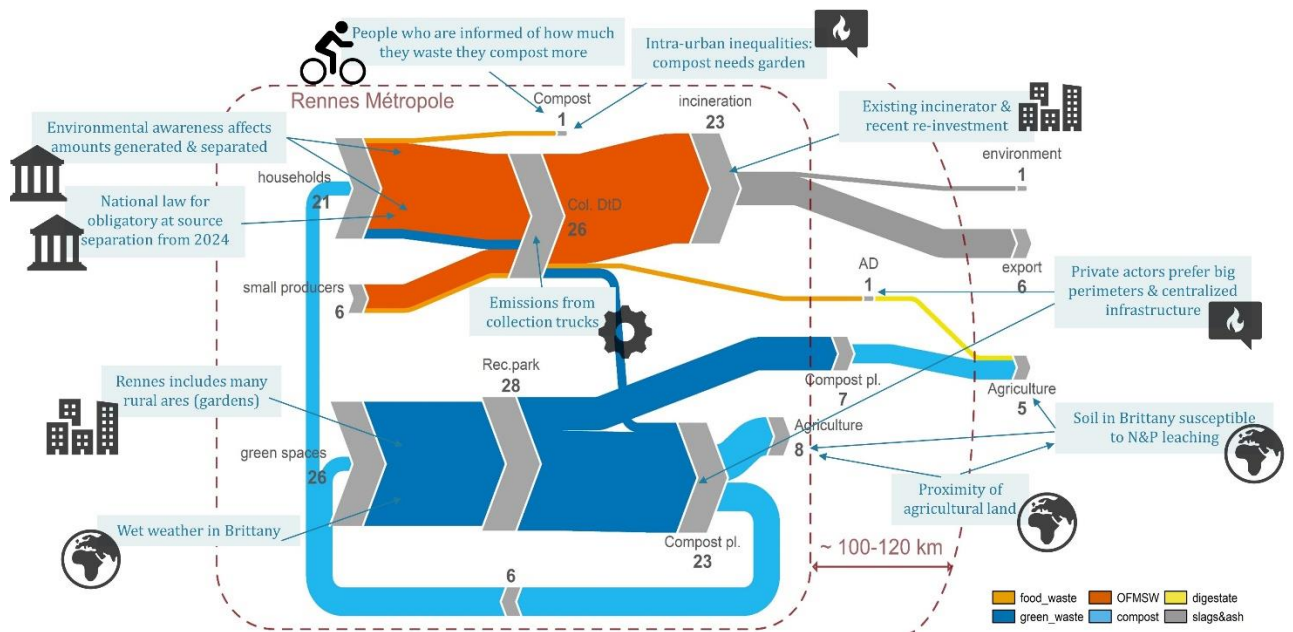 People who are informed of how much
they waste they compost more
Intra-urban inequalities:
compost needs garden
Rennes Métropole
Compost
1
incineration
23
Existing incinerator &
recent re-investment
Environmental awareness affects
amounts generated & separated
environment
1
households
21
National law for
obligatory at source
separation from 2024
Col. DtD
26
export
6
small producers
6
AD
1
Private actors prefer big
perimeters & centralized
infrastructure
Emissions from
collection trucks
Rec.park
28
Rennes includes many
rural ares (gardens)
Compost pl.
7
Agriculture
5
Agriculture
8
Soil in Brittany susceptible
to N&P leaching
green spaces
26
Proximity of
agricultural land
Wet weather in Brittany
Compost pl.
23
~ 100-120 km
6
food_waste
OFMSW
digestate
green_waste
compost
slags&ash